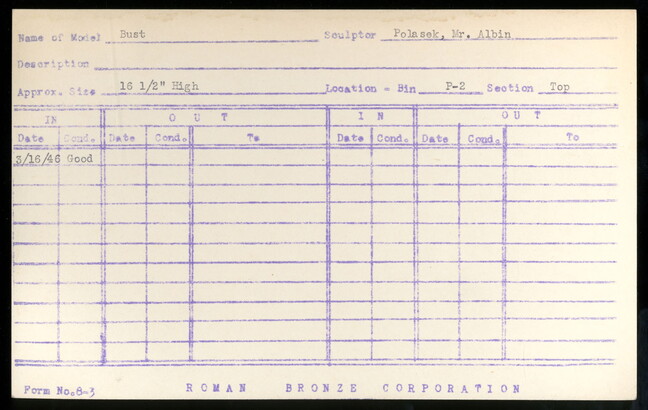 Name of Model Bust Sculptor Polasek, Mr. Albin
Description
Approx. Size 16 1/2" High Location - Bin P-2 Section Top
IN OUT IN OUT
Date Cond. Date Cond. To Date Cond. Date Cond. To
3/16/46 Good
Form No. 8-3 ROMAN BRONZE CORPORATION